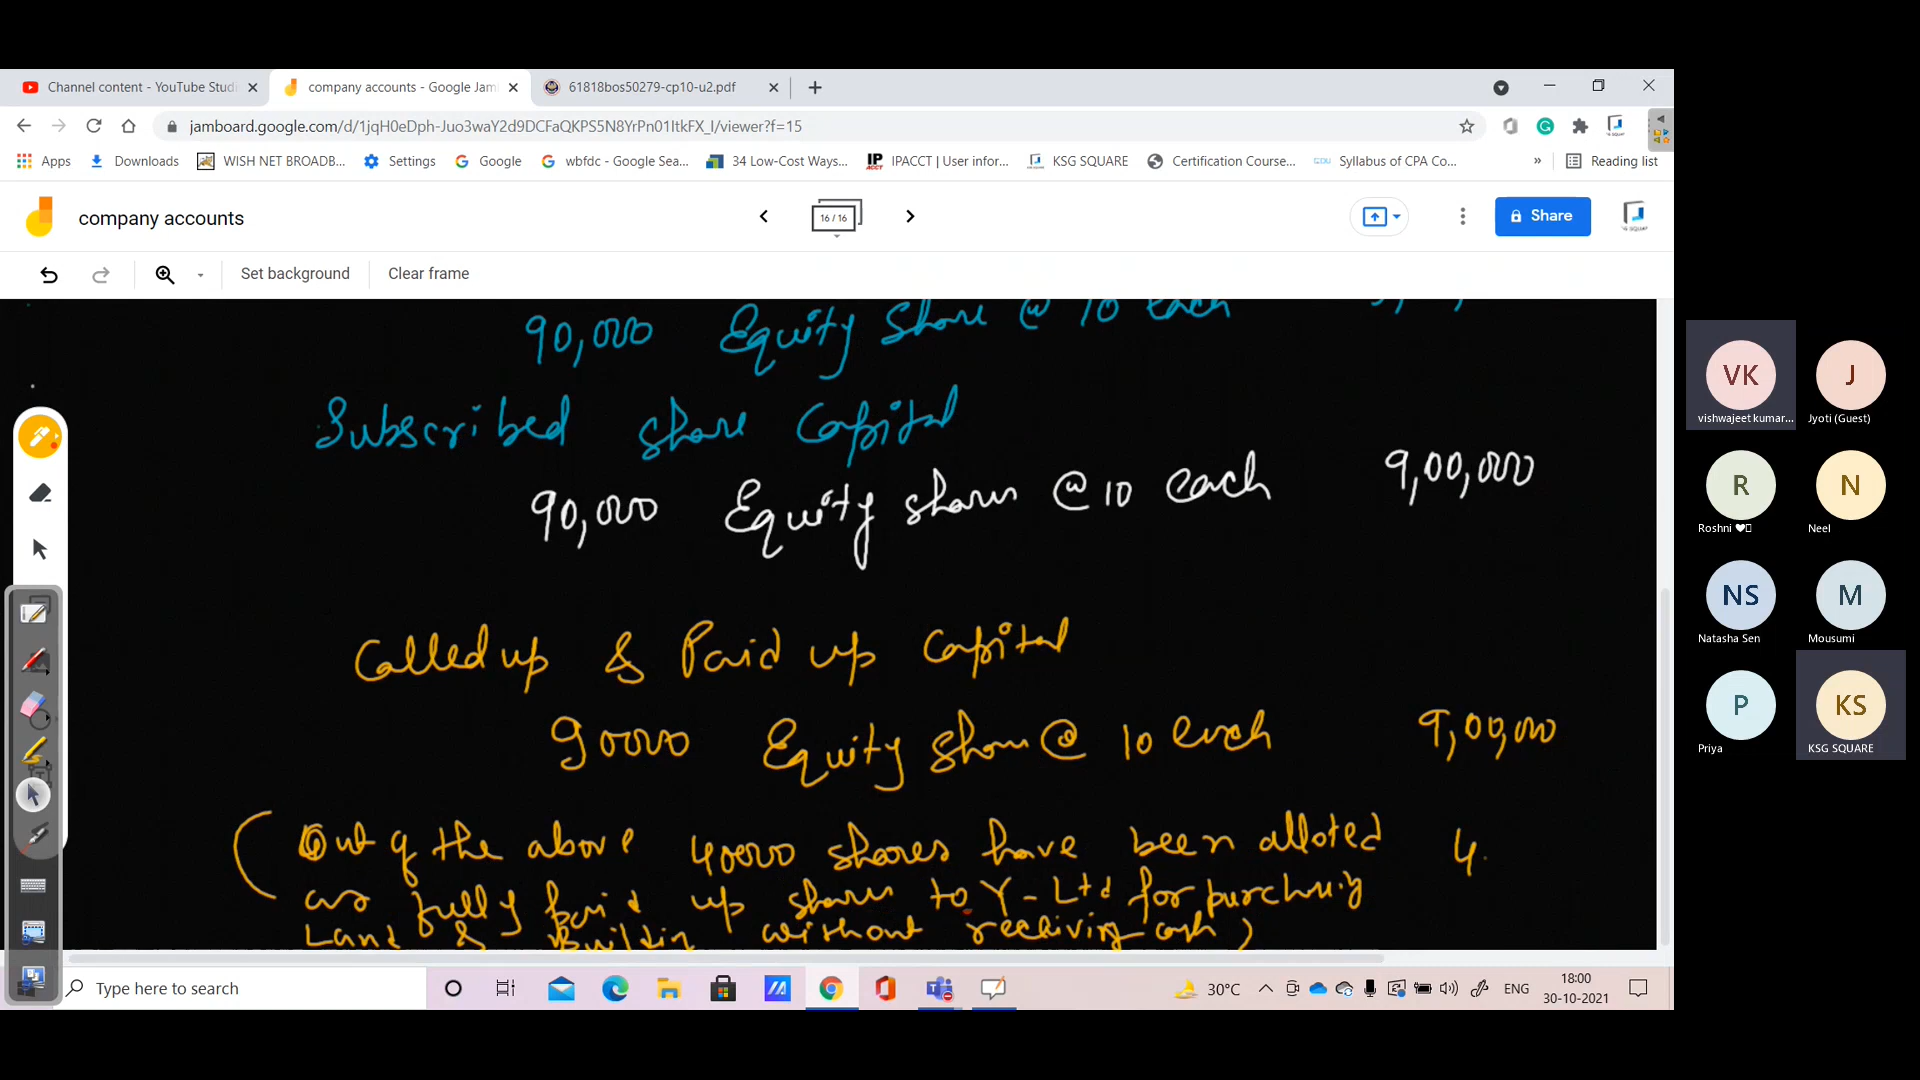 Channel content - YouTube Studi
company accounts - Google Jam
61818bos50279-cp10-u2.pdf
jamboard.google.com/d/1jqH0eDph-Juo3waY2d9DCFaQKPS5N8YrPn01ItkFX_I/viewer?f=15
Apps Downloads WISH NET BROADB... Settings Google wbfdc - Google Sea... 34 Low-Cost Ways... IPACCT | User infor... KSG SQUARE Certification Course... Syllabus of CPA Co... » Reading list
company accounts
16 / 16
Share
Set background Clear frame
90,000 Equity Share @ 10 each
Subscribed share Capital
90,000 Equity shares @ 10 each 9,00,000
Called up & Paid up Capital
90000 Equity Share @ 10 each 9,00,000
(Out of the above 40000 shares have been alloted 4
as fully paid up shares to Y-Ltd for purchasing
Land & Building without receiving cash)
VK
vishwajeet kumar...
J
Jyoti (Guest)
R
Roshni ❤
N
Neel
NS
Natasha Sen
M
Mousumi
P
Priya
KS
KSG SQUARE
Type here to search
30°C
ENG
18:00
30-10-2021